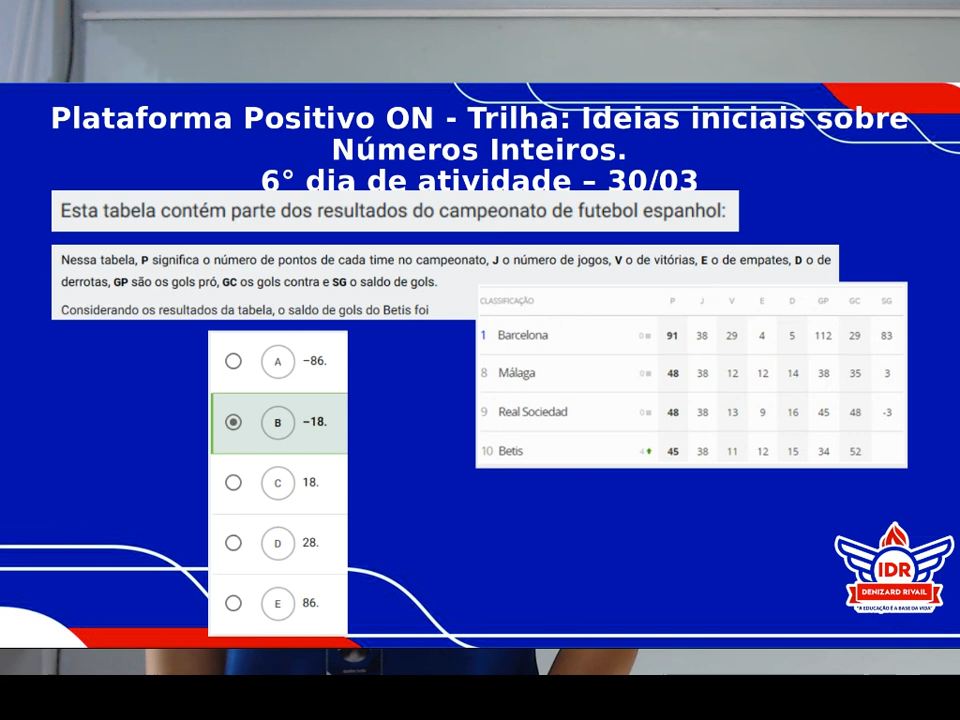 Plataforma Positivo ON - Trilha: Ideias iniciais sobre
Números Inteiros.
6° dia de atividade – 30/03
Esta tabela contém parte dos resultados do campeonato de futebol espanhol:
Nessa tabela, P significa o número de pontos de cada time no campeonato, J o número de jogos, V o de vitórias, E o de empates, D o de
derrotas, GP são os gols pró, GC os gols contra e SG o saldo de gols.
Considerando os resultados da tabela, o saldo de gols do Betis foi
CLASSIFICAÇÃO P J V E D GP GC SG
1 Barcelona 0 91 38 29 4 5 112 29 83
8 Málaga 0 48 38 12 12 14 38 35 3
9 Real Sociedad 0 48 38 13 9 16 45 48 -3
10 Betis 4 45 38 11 12 15 34 52
A −86.
B −18.
C 18.
D 28.
E 86.
IDR
DENIZARD RIVAIL
"A EDUCAÇÃO É A BASE DA VIDA"